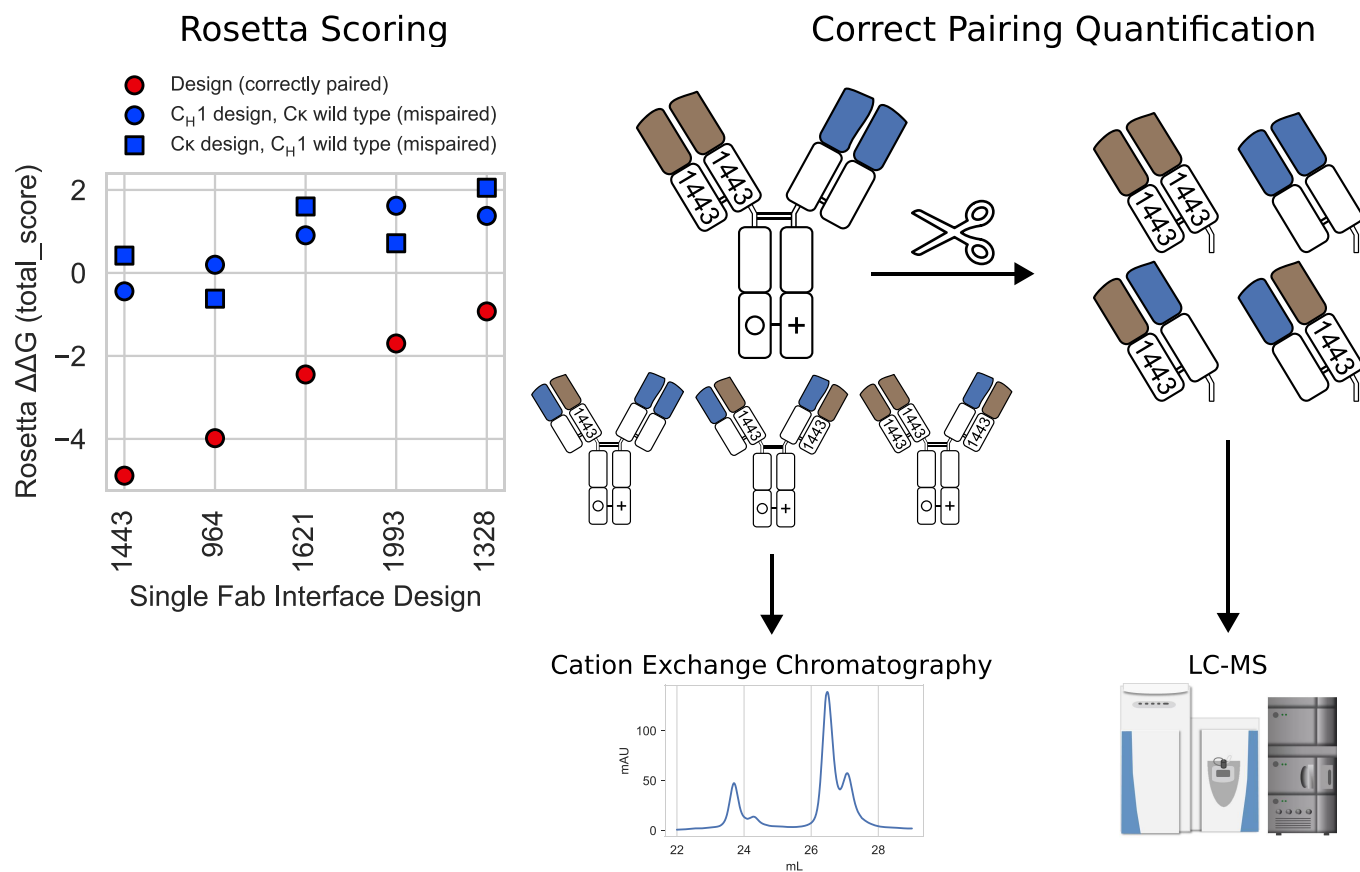 Rosetta Scoring
Design (correctly paired)
CH1 design, Cκ wild type (mispaired)
Cκ design, CH1 wild type (mispaired)
Rosetta ΔΔG (total_score)
2
0
−2
−4
1443
964
1621
1993
1328
Single Fab Interface Design
Correct Pairing Quantification
1443
1443
+
1443
+
1443
1443
+
1443
1443
1443
+
1443
1443
1443
1443
Cation Exchange Chromatography
mAU
100
50
0
22
24
26
28
mL
LC-MS